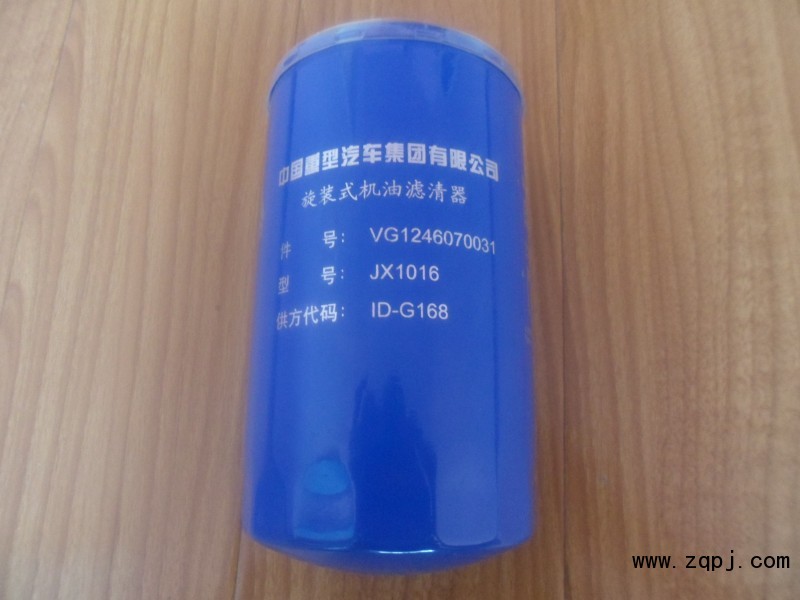 中国重型汽车集团有限公司
旋装式机油滤清器
件 号： VG1246070031
型 号： JX1016
供方代码： ID-G168
www.zqpj.com